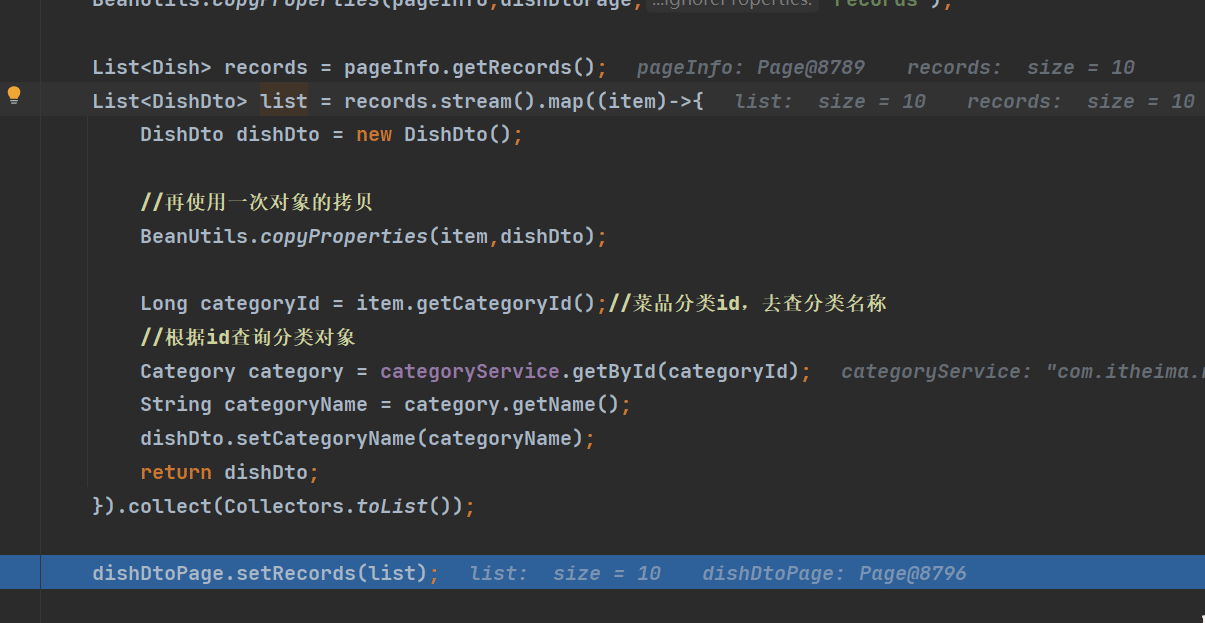 BeanUtils.copyProperties(pageInfo,dishDtoPage, ...ignoreProperties: "records");
List<Dish> records = pageInfo.getRecords();  pageInfo: Page@8789  records:  size = 10
List<DishDto> list = records.stream().map((item)->{  list:  size = 10  records:  size = 10
DishDto dishDto = new DishDto();
//再使用一次对象的拷贝
BeanUtils.copyProperties(item,dishDto);
Long categoryId = item.getCategoryId();//菜品分类id，去查分类名称
//根据id查询分类对象
Category category = categoryService.getById(categoryId);  categoryService: "com.itheima.
String categoryName = category.getName();
dishDto.setCategoryName(categoryName);
return dishDto;
}).collect(Collectors.toList());
dishDtoPage.setRecords(list);  list:  size = 10  dishDtoPage: Page@8796